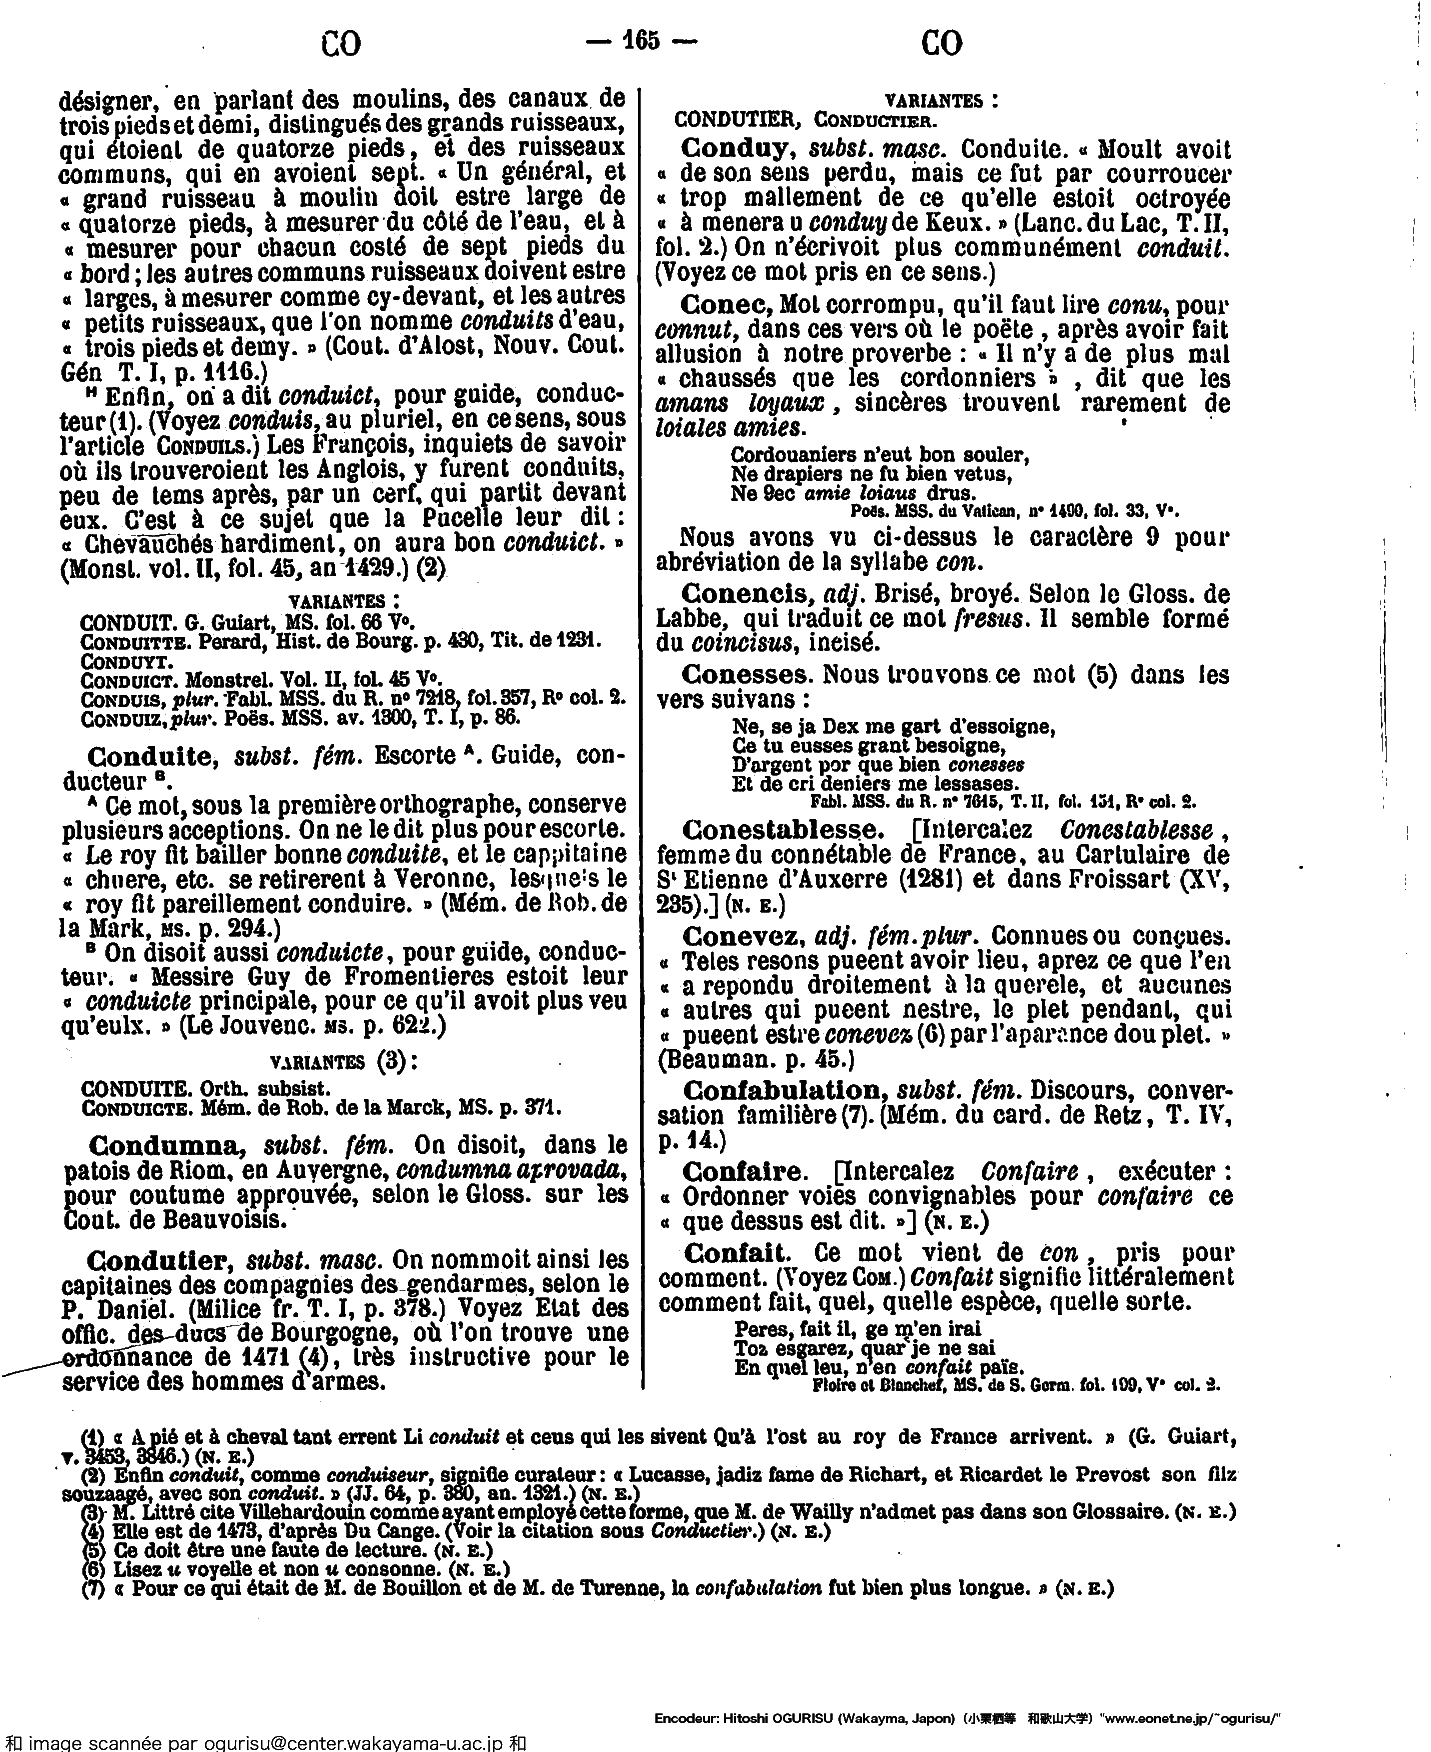 CO — 165 — CO
désigner, en parlant des moulins, des canaux de
trois pieds et demi, distingués des grands ruisseaux,
qui étoient de quatorze pieds, et des ruisseaux
communs, qui en avoient sept. « Un général, et
« grand ruisseau à moulin doit estre large de
« quatorze pieds, à mesurer du côté de l'eau, et à
« mesurer pour chacun costé de sept pieds du
« bord ; les autres communs ruisseaux doivent estre
« larges, à mesurer comme cy-devant, et les autres
« petits ruisseaux, que l'on nomme conduits d'eau,
« trois pieds et demy. » (Cout. d'Alost, Nouv. Cout.
Gén T. I, p. 1116.)
H Enfin, on a dit conduict, pour guide, conduc-
teur (1). (Voyez conduis, au pluriel, en ce sens, sous
l'article CONDUILS.) Les François, inquiets de savoir
où ils trouveroient les Anglois, y furent conduits,
peu de tems après, par un cerf, qui partit devant
eux. C'est à ce sujet que la Pucelle leur dit :
« Chevauchés hardiment, on aura bon conduict. »
(Monst. vol. II, fol. 45, an 1429.) (2)
VARIANTES :
CONDUIT. G. Guiart, MS. fol. 66 Vº.
CONDUITTE. Perard, Hist. de Bourg. p. 430, Tit. de 1231.
CONDUYT.
CONDUICT. Monstrel. Vol. II, fol. 45 Vº.
CONDUIS, plur. Fabl. MSS. du R. nº 7218, fol. 357, Rº col. 2.
CONDUIZ, plur. Poës. MSS. av. 1300, T. I, p. 86.
Conduite, subst. fém. Escorte A. Guide, con-
ducteur B.
A Ce mot, sous la première orthographe, conserve
plusieurs acceptions. On ne le dit plus pour escorte.
« Le roy fit bailler bonne conduite, et le cappitaine
« chuere, etc. se retirerent à Veronne, lesquels le
« roy fit pareillement conduire. » (Mém. de Rob. de
la Mark, MS. p. 294.)
B On disoit aussi conduicte, pour guide, conduc-
teur. « Messire Guy de Fromentieres estoit leur
« conduicte principale, pour ce qu'il avoit plus veu
qu'eulx. » (Le Jouvenc. MS. p. 622.)
VARIANTES (3) :
CONDUITE. Orth. subsist.
CONDUICTE. Mém. de Rob. de la Marck, MS. p. 371.
Condumna, subst. fém. On disoit, dans le
patois de Riom, en Auvergne, condumna aprovada,
pour coutume approuvée, selon le Gloss. sur les
Cout. de Beauvoisis.
Condutier, subst. masc. On nommoit ainsi les
capitaines des compagnies des gendarmes, selon le
P. Daniel. (Milice fr. T. I, p. 378.) Voyez Etat des
offic. des ducs de Bourgogne, où l'on trouve une
ordonnance de 1471 (4), très instructive pour le
service des hommes d'armes.
VARIANTES :
CONDUTIER, CONDUCTIER.
Conduy, subst. masc. Conduite. « Moult avoit
« de son sens perdu, mais ce fut par courroucer
« trop mallement de ce qu'elle estoit octroyée
« à mener au conduy de Keux. » (Lanc. du Lac, T. II,
fol. 2.) On n'écrivoit plus communément conduit.
(Voyez ce mot pris en ce sens.)
Conec, Mot corrompu, qu'il faut lire conu, pour
connut, dans ces vers où le poëte, après avoir fait
allusion à notre proverbe : « Il n'y a de plus mal
« chaussés que les cordonniers » , dit que les
amans loyaux, sincères trouvent rarement de
loiales amies.
Cordouaniers n'eut bon souler,
Ne drapiers ne fu bien vetus,
Ne 9ec amie loiaus drus.
Poës. MSS. du Vatican, nº 1490, fol. 33, Vº.
Nous avons vu ci-dessus le caractère 9 pour
abréviation de la syllabe con.
Conencis, adj. Brisé, broyé. Selon le Gloss. de
Labbe, qui traduit ce mot fresus. Il semble formé
du coincisus, incisé.
Conesses. Nous trouvons ce mot (5) dans les
vers suivans :
Ne, se ja Dex me gart d'essoigne,
Ce tu eusses grant besoigne,
D'argent por que bien conesses
Et de cri deniers me lessases.
Fabl. MSS. du R. nº 7615, T. II, fol. 131, Rº col. 2.
Conestablesse. [Intercalez Conestablesse,
femme du connétable de France, au Cartulaire de
St Etienne d'Auxerre (1281) et dans Froissart (XV,
235).] (N. E.)
Conevez, adj. fém. plur. Connues ou conçues.
« Teles resons pueent avoir lieu, aprez ce que l'en
« a repondu droitement à la querele, et aucunes
« autres qui pueent nestre, le plet pendant, qui
« pueent estre conevez (6) par l'aparance dou plet. »
(Beauman. p. 45.)
Confabulation, subst. fém. Discours, conver-
sation familière (7). (Mém. du card. de Retz, T. IV,
p. 14.)
Confaire. [Intercalez Confaire, exécuter :
« Ordonner voies convignables pour confaire ce
« que dessus est dit. »] (N. E.)
Confait. Ce mot vient de con, pris pour
comment. (Voyez COM.) Confait signifie littéralement
comment fait, quel, quelle espèce, quelle sorte.
Peres, fait il, ge m'en irai
Toz esgarez, quar je ne sai
En quel leu, n'en confait païs.
Floire et Blanchef, MS. de S. Germ. fol. 199, Vº col. 2.
(1) « A pié et à cheval tant errent Li conduit et ceus qui les sivent Qu'à l'ost au roy de France arrivent. » (G. Guiart,
v. 3453, 3846.) (N. E.)
(2) Enfin conduit, comme conduiseur, signifie curateur : « Lucasse, jadiz fame de Richart, et Ricardet le Prevost son filz
souzaagé, avec son conduit. » (JJ. 64, p. 380, an. 1321.) (N. E.)
(3) M. Littré cite Villehardouin comme ayant employé cette forme, que M. de Wailly n'admet pas dans son Glossaire. (N. E.)
(4) Elle est de 1473, d'après Du Cange. (Voir la citation sous Conductier.) (N. E.)
(5) Ce doit être une faute de lecture. (N. E.)
(6) Lisez u voyelle et non u consonne. (N. E.)
(7) « Pour ce qui était de M. de Bouillon et de M. de Turenne, la confabulation fut bien plus longue. » (N. E.)
Encodeur: Hitoshi OGURISU (Wakayma, Japon) (小栗栖等 和歌山大学) "www.eonet.ne.jp/~ogurisu/"
和 image scannée par ogurisu@center.wakayama-u.ac.jp 和